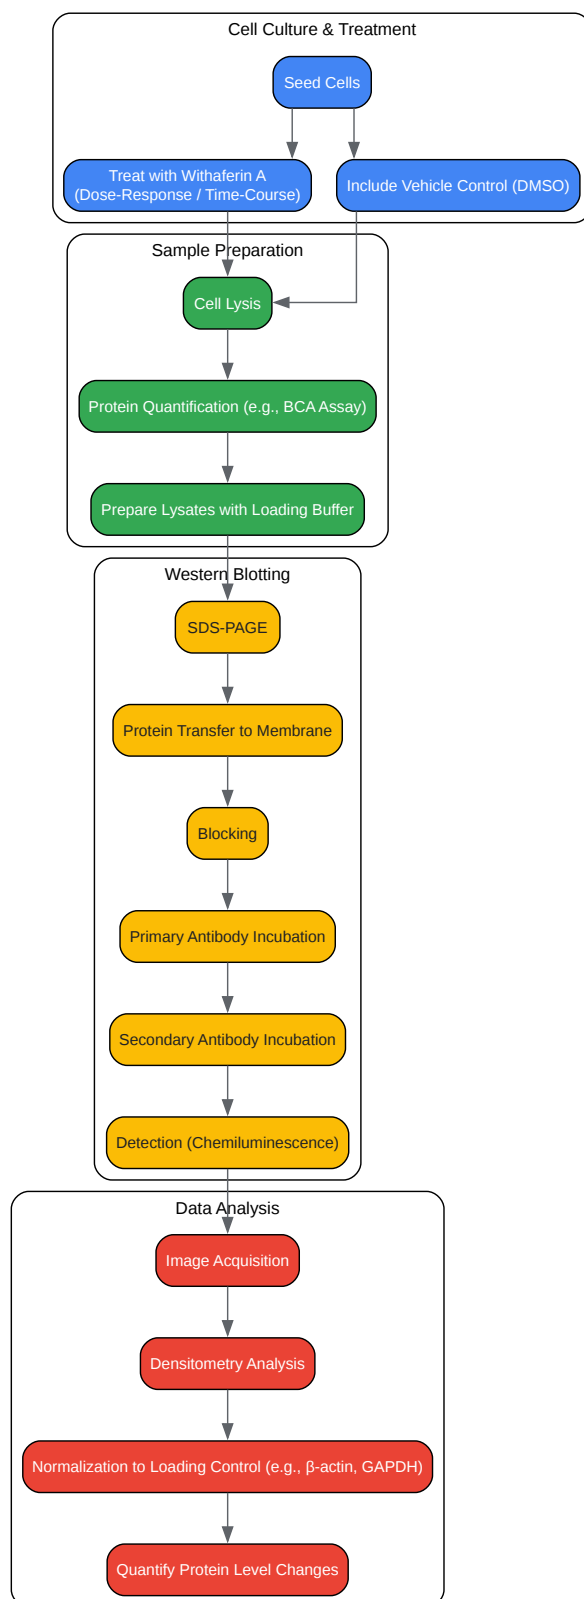 Cell Culture & Treatment
Seed Cells
Treat with Withaferin A
(Dose-Response / Time-Course)
Include Vehicle Control (DMSO)
Sample Preparation
Cell Lysis
Protein Quantification (e.g., BCA Assay)
Prepare Lysates with Loading Buffer
Western Blotting
SDS-PAGE
Protein Transfer to Membrane
Blocking
Primary Antibody Incubation
Secondary Antibody Incubation
Detection (Chemiluminescence)
Data Analysis
Image Acquisition
Densitometry Analysis
Normalization to Loading Control (e.g., β-actin, GAPDH)
Quantify Protein Level Changes